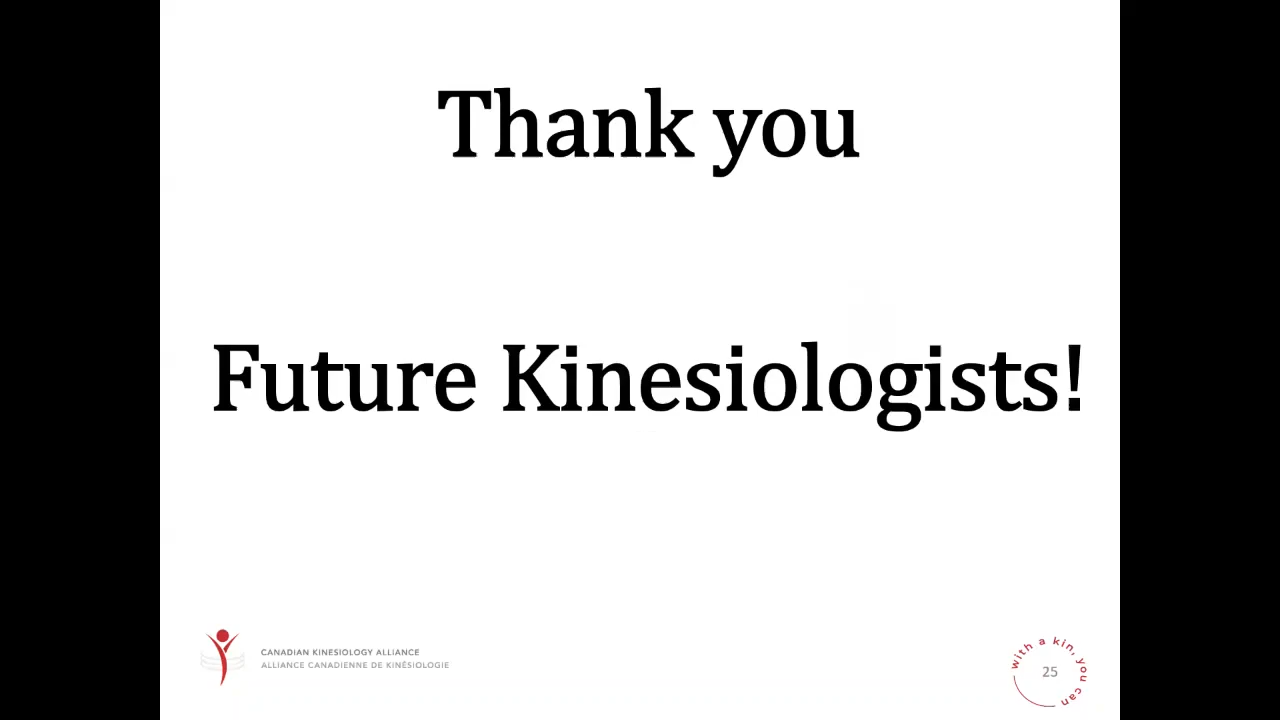 Thank you
Future Kinesiologists!
CANADIAN KINESIOLOGY ALLIANCE
ALLIANCE CANADIENNE DE KINÉSIOLOGIE
with a kin, you can
25